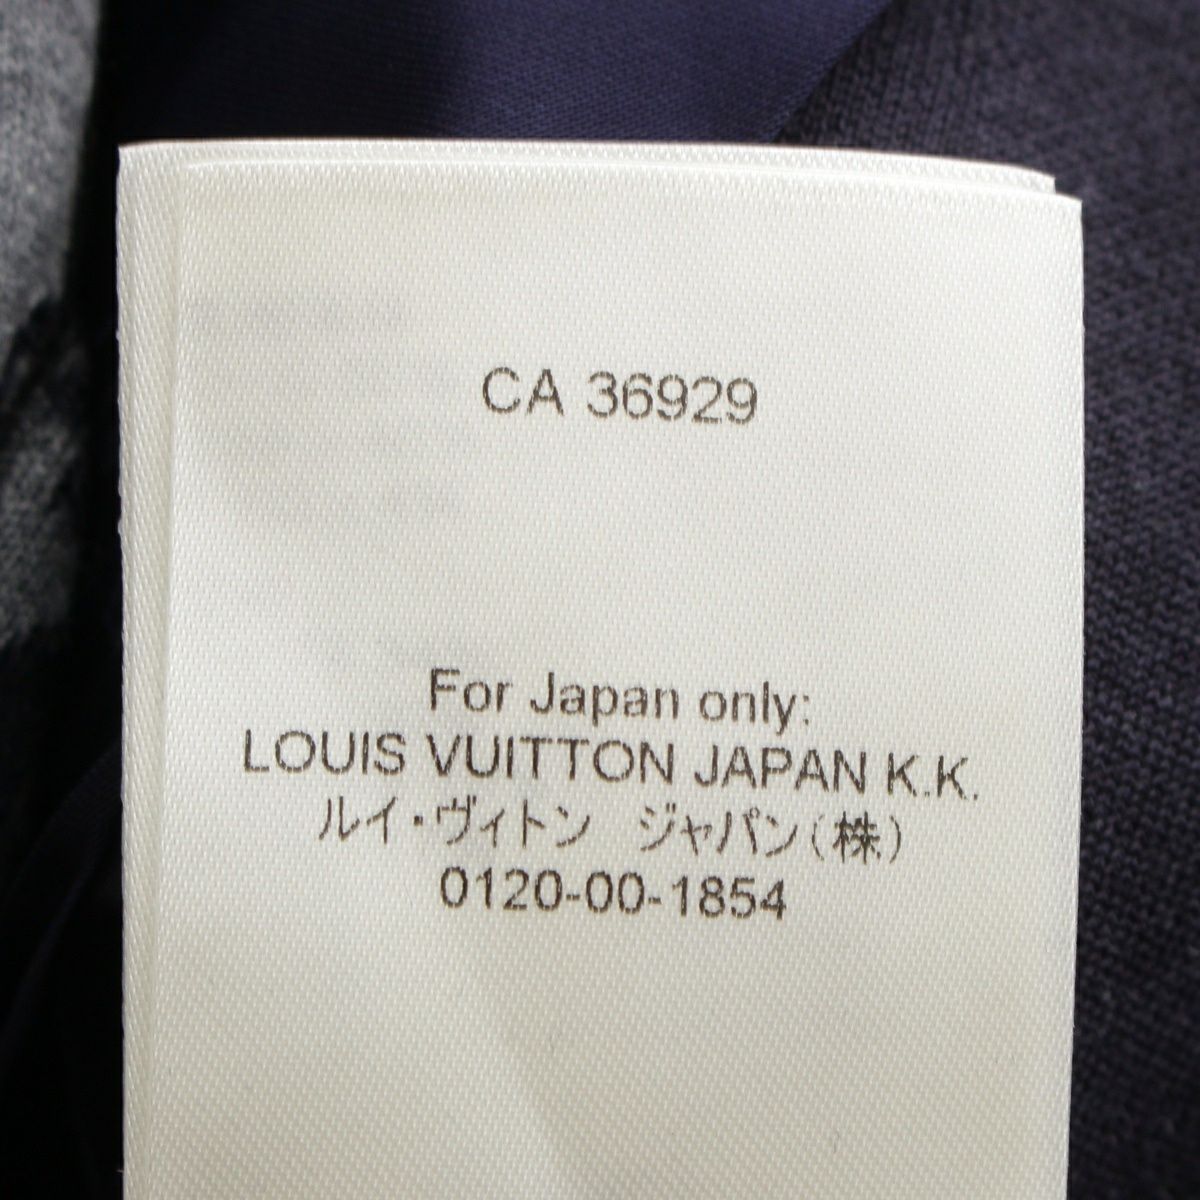 CA 36929
For Japan only:
LOUIS VUITTON JAPAN K.K.
ルイ・ヴィトン ジャパン(株)
0120-00-1854